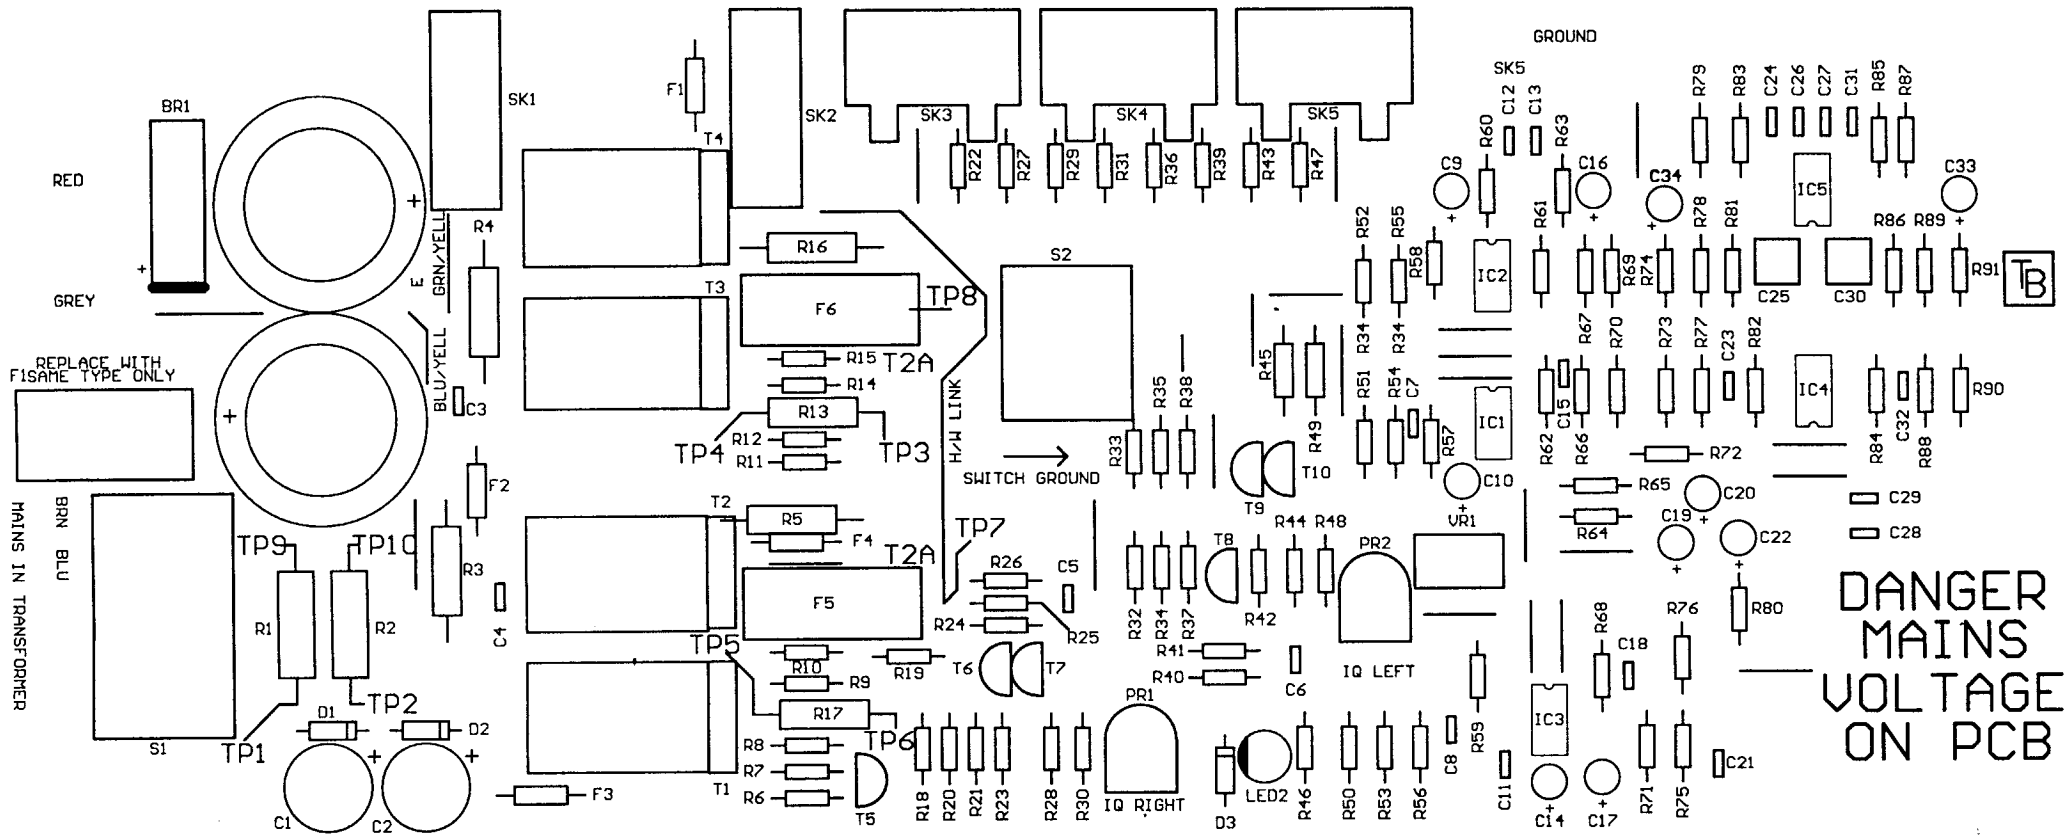 GROUND
SK5
SK1
SK2
SK3
SK4
SK5
BR1
F1
T4
R79
R83
C24
C26
C27
C31
R85
R87
C12
C13
R60
R63
R22
R27
R29
R31
R36
R39
R43
R47
C9
C16
C34
IC5
C33
RED
+
R4
GRN/YELL
E
R16
R52
R55
R58
R61
R78
R81
R86
R89
S2
IC2
R69
R74
R91
TB
GREY
+
T3
F6
TP8
C25
C30
REPLACE WITH
F1SAME TYPE ONLY
BLU/YELL
R15
T2A
R14
R34
R34
R67
R70
R73
R77
C23
R82
R45
R35
R38
R51
R54
C7
C3
+
R13
H/W LINK
IC1
C15
IC4
R90
TP4
R12
R11
TP3
R33
R49
R57
R62
R66
R84
C32
R88
R72
SWITCH GROUND
T10
T9
C10
+
F2
R65
C20
+
C29
BRN
BLU
MAINS IN TRANSFORMER
T2
R5
F4
TP7
R44
R48
VR1
R64
C19
+
C22
+
C28
TP9
TP10
T2A
T8
PR2
R3
R26
C5
F5
R24
R25
R1
R2
C4
R32
R34
R37
R42
R68
R76
R80
DANGER
MAINS
VOLTAGE
ON PCB
TP5
R10
R19
T6
T7
R41
R40
C6
IQ LEFT
C18
R9
PR1
R59
IC3
TP2
R17
TP6
D1
D2
S1
TP1
R8
R7
R6
C8
C21
C1
+
C2
+
F3
T1
T5
R18
R20
R21
R23
R28
R30
IQ RIGHT
D3
LED2
R46
R50
R53
R56
C11
C14
+
C17
+
R71
R75